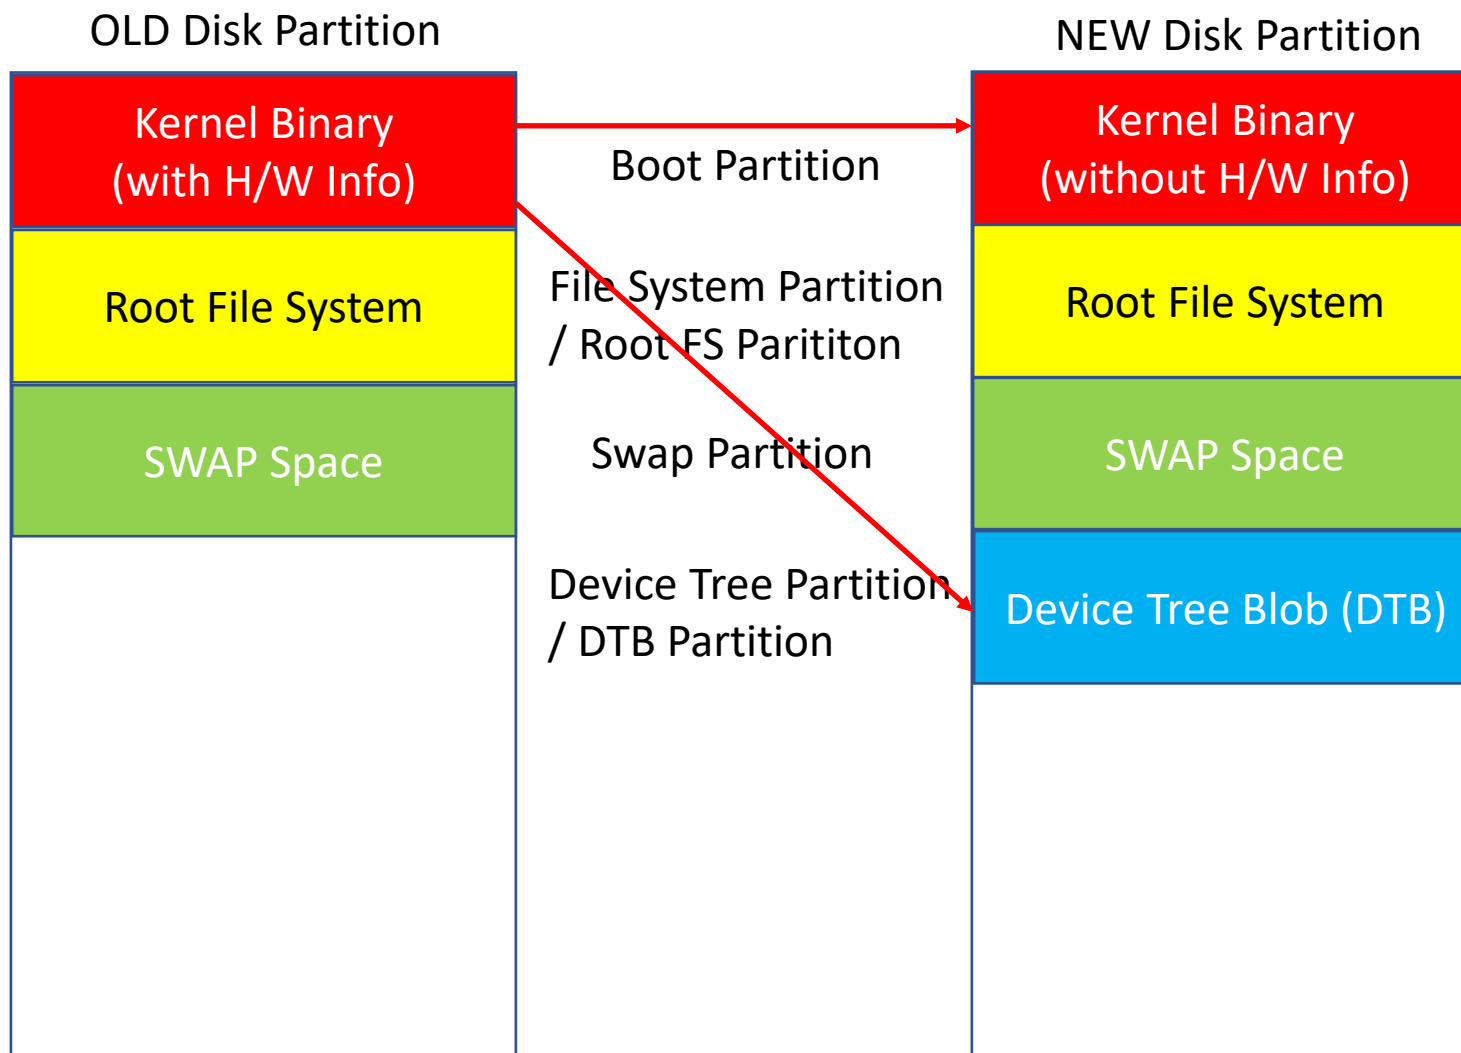 OLD Disk Partition
NEW Disk Partition
Kernel Binary
(with H/W Info)
Boot Partition
Kernel Binary
(without H/W Info)
Root File System
File System Partition
/ Root FS Parititon
Root File System
SWAP Space
Swap Partition
SWAP Space
Device Tree Partition
/ DTB Partition
Device Tree Blob (DTB)